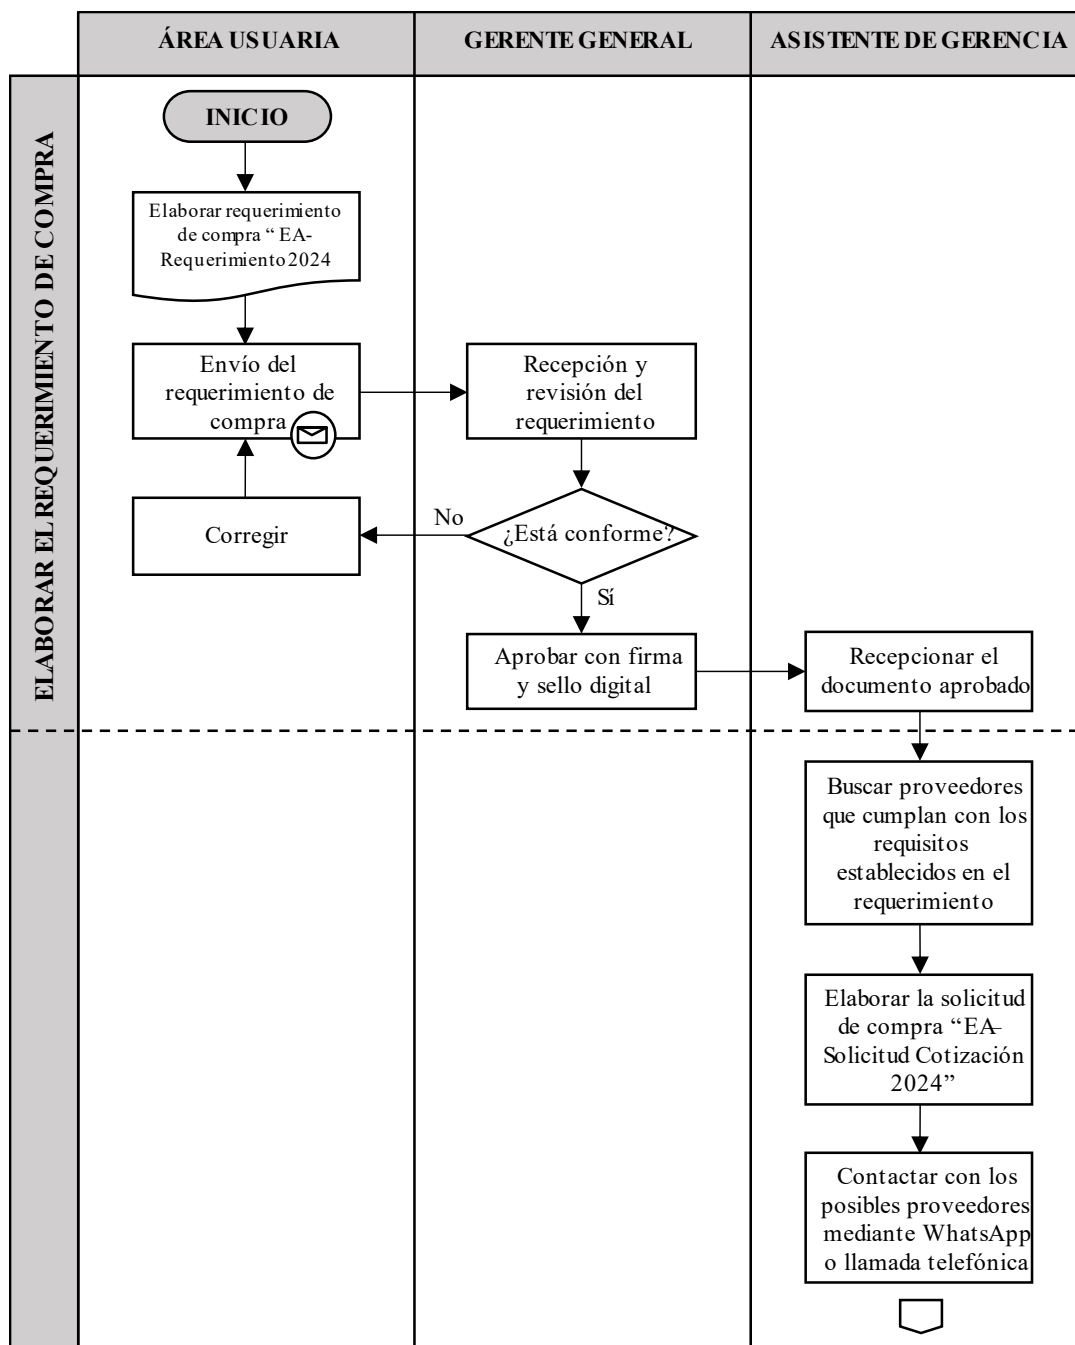 ÁREA USUARIA
GERENTE GENERAL
ASISTENTE DE GERENCIA
ELABORAR EL REQUERIMIENTO DE COMPRA
INICIO
Elaborar requerimiento
de compra “ EA-
Requerimiento 2024
Envío del
requerimiento de
compra
Recepción y
revisión del
requerimiento
Corregir
No
¿Está conforme?
Sí
Aprobar con firma
y sello digital
Recepcionar el
documento aprobado
Buscar proveedores
que cumplan con los
requisitos
establecidos en el
requerimiento
Elaborar la solicitud
de compra “EA-
Solicitud Cotización
2024”
Contactar con los
posibles proveedores
mediante WhatsApp
o llamada telefónica